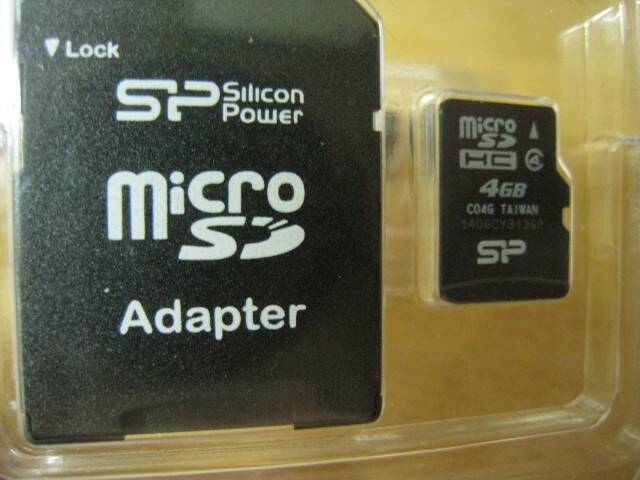 Lock
SP Silicon
Power
micro
SD
Adapter
micro
SD
HC 4
4GB
C04G TAIWAN
SP